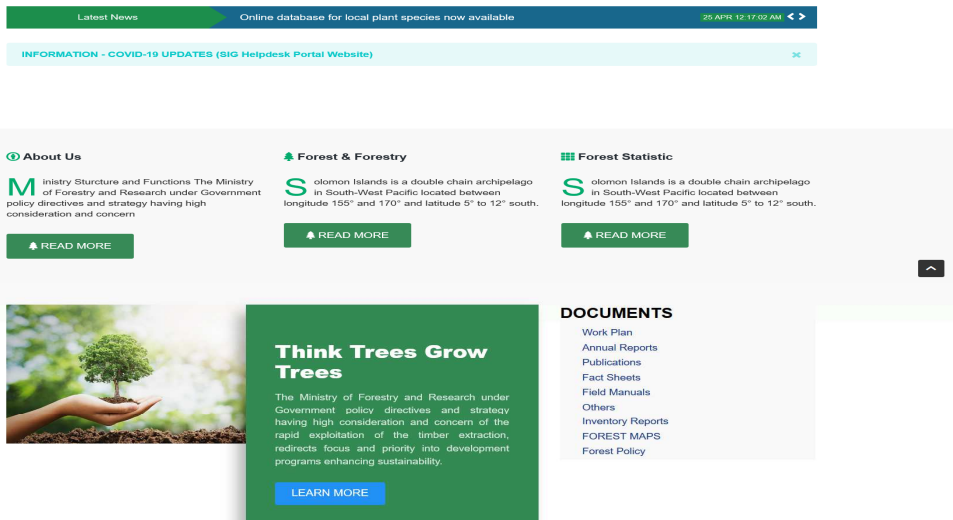 Latest News
Online database for local plant species now available
25 APR 12:17:02 AM
INFORMATION - COVID-19 UPDATES (SIG Helpdesk Portal Website)
About Us
Ministry Sturcture and Functions The Ministry
of Forestry and Research under Government
policy directives and strategy having high
consideration and concern
READ MORE
Forest & Forestry
Solomon Islands is a double chain archipelago
in South-West Pacific located between
longitude 155° and 170° and latitude 5° to 12° south.
READ MORE
Forest Statistic
Solomon Islands is a double chain archipelago
in South-West Pacific located between
longitude 155° and 170° and latitude 5° to 12° south.
READ MORE
Think Trees Grow
Trees
The Ministry of Forestry and Research under
Government policy directives and strategy
having high consideration and concern of the
rapid exploitation of the timber extraction,
redirects focus and priority into development
programs enhancing sustainability.
LEARN MORE
DOCUMENTS
Work Plan
Annual Reports
Publications
Fact Sheets
Field Manuals
Others
Inventory Reports
FOREST MAPS
Forest Policy